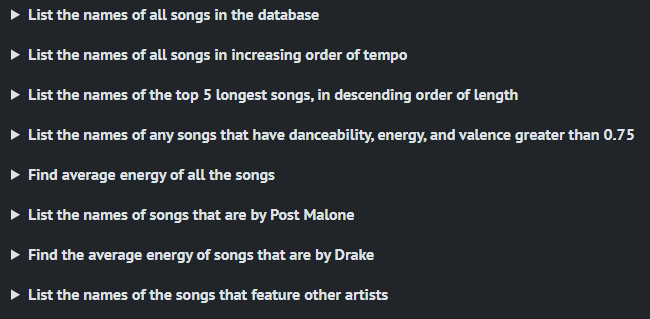 List the names of all songs in the database
List the names of all songs in increasing order of tempo
List the names of the top 5 longest songs, in descending order of length
List the names of any songs that have danceability, energy, and valence greater than 0.75
Find average energy of all the songs
List the names of songs that are by Post Malone
Find the average energy of songs that are by Drake
List the names of the songs that feature other artists